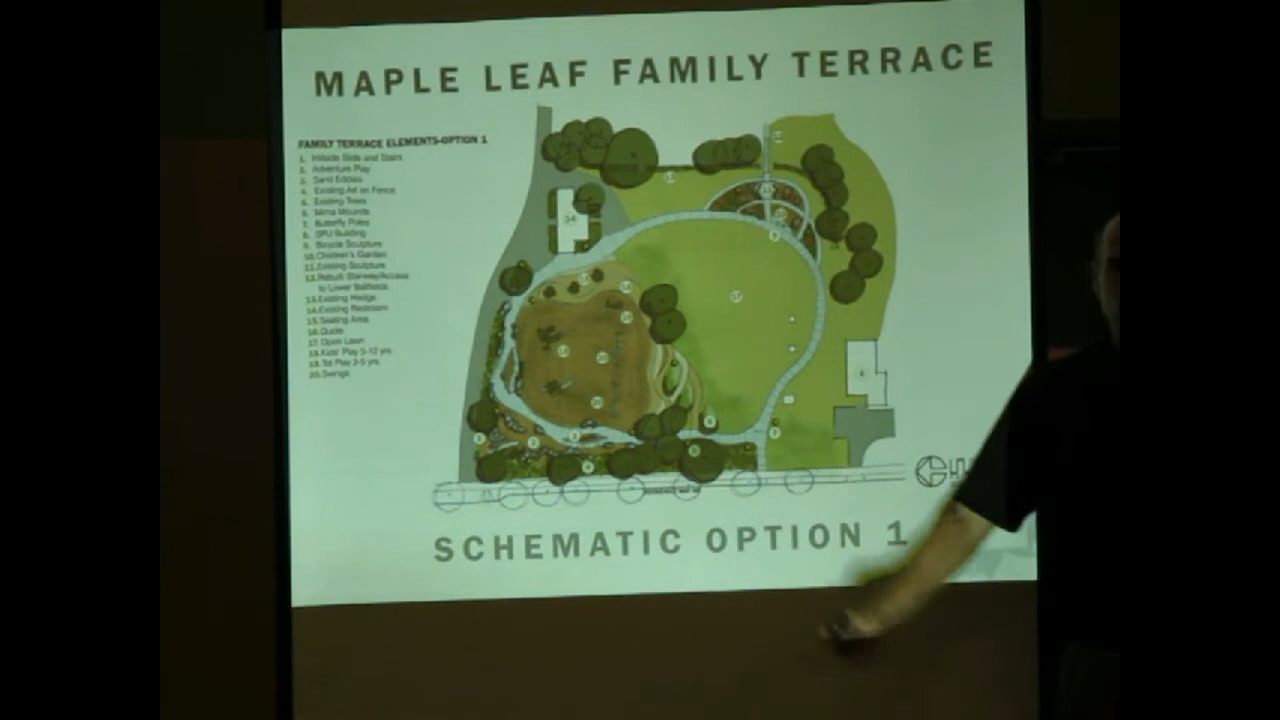 MAPLE LEAF FAMILY TERRACE
FAMILY TERRACE ELEMENTS-OPTION 1
1. Hillside Slide and Stairs
2. Adventure Play
3. Sand Edibles
4. Existing Art on Fence
5. Existing Trees
6. Mima Mounds
7. Butterfly Poles
8. SPU Building
9. Bicycle Sculpture
10. Children's Garden
11. Existing Sculpture
12. Rebuilt Stairway/Access
to Lower Ballfields
13. Existing Hedge
14. Existing Restroom
15. Seating Area
16. Quote
17. Open Lawn
18. Kids' Play 5-12 yrs.
19. Tot Play 2-5 yrs.
20. Swings
14
17
SCHEMATIC OPTION 1